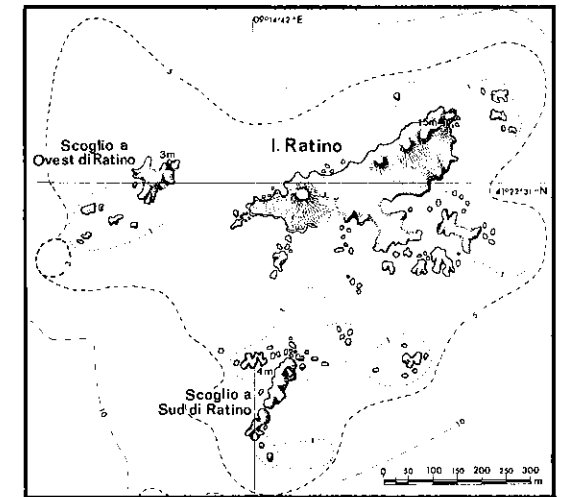 09°14'42"E
Scoglio a
Ovest di Ratino
3m
I. Ratino
15m
41°22'31"N
5
5
10
10
4m
Scoglio a
Sud di Ratino
0 50 100 150 200 250 300
m